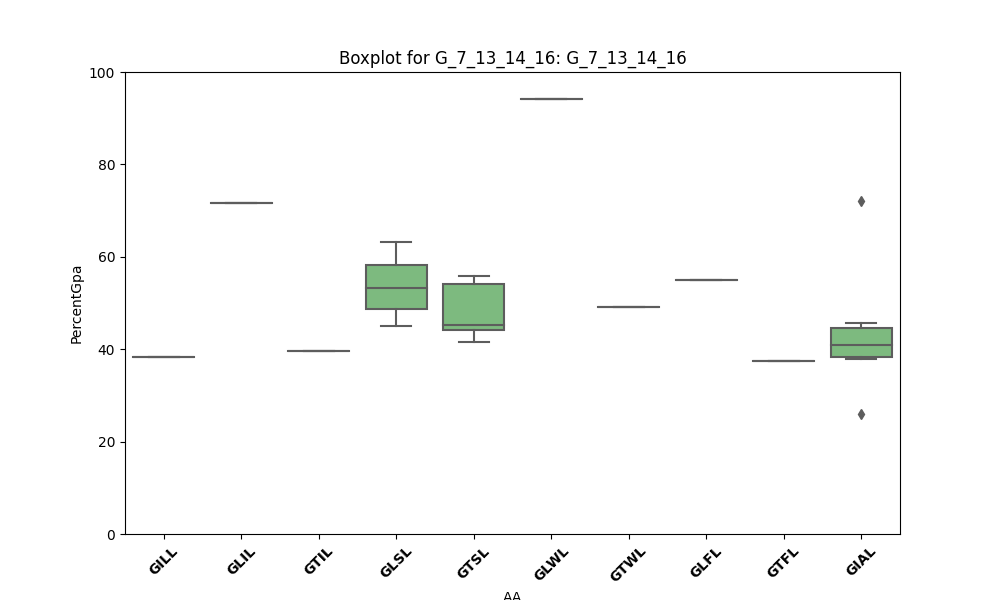 Boxplot for G_7_13_14_16: G_7_13_14_16
100
80
60
40
20
0
PercentGpa
GILL
GLIL
GTIL
GLSL
GTSL
GLWL
GTWL
GLFL
GTFL
GIAL
AA